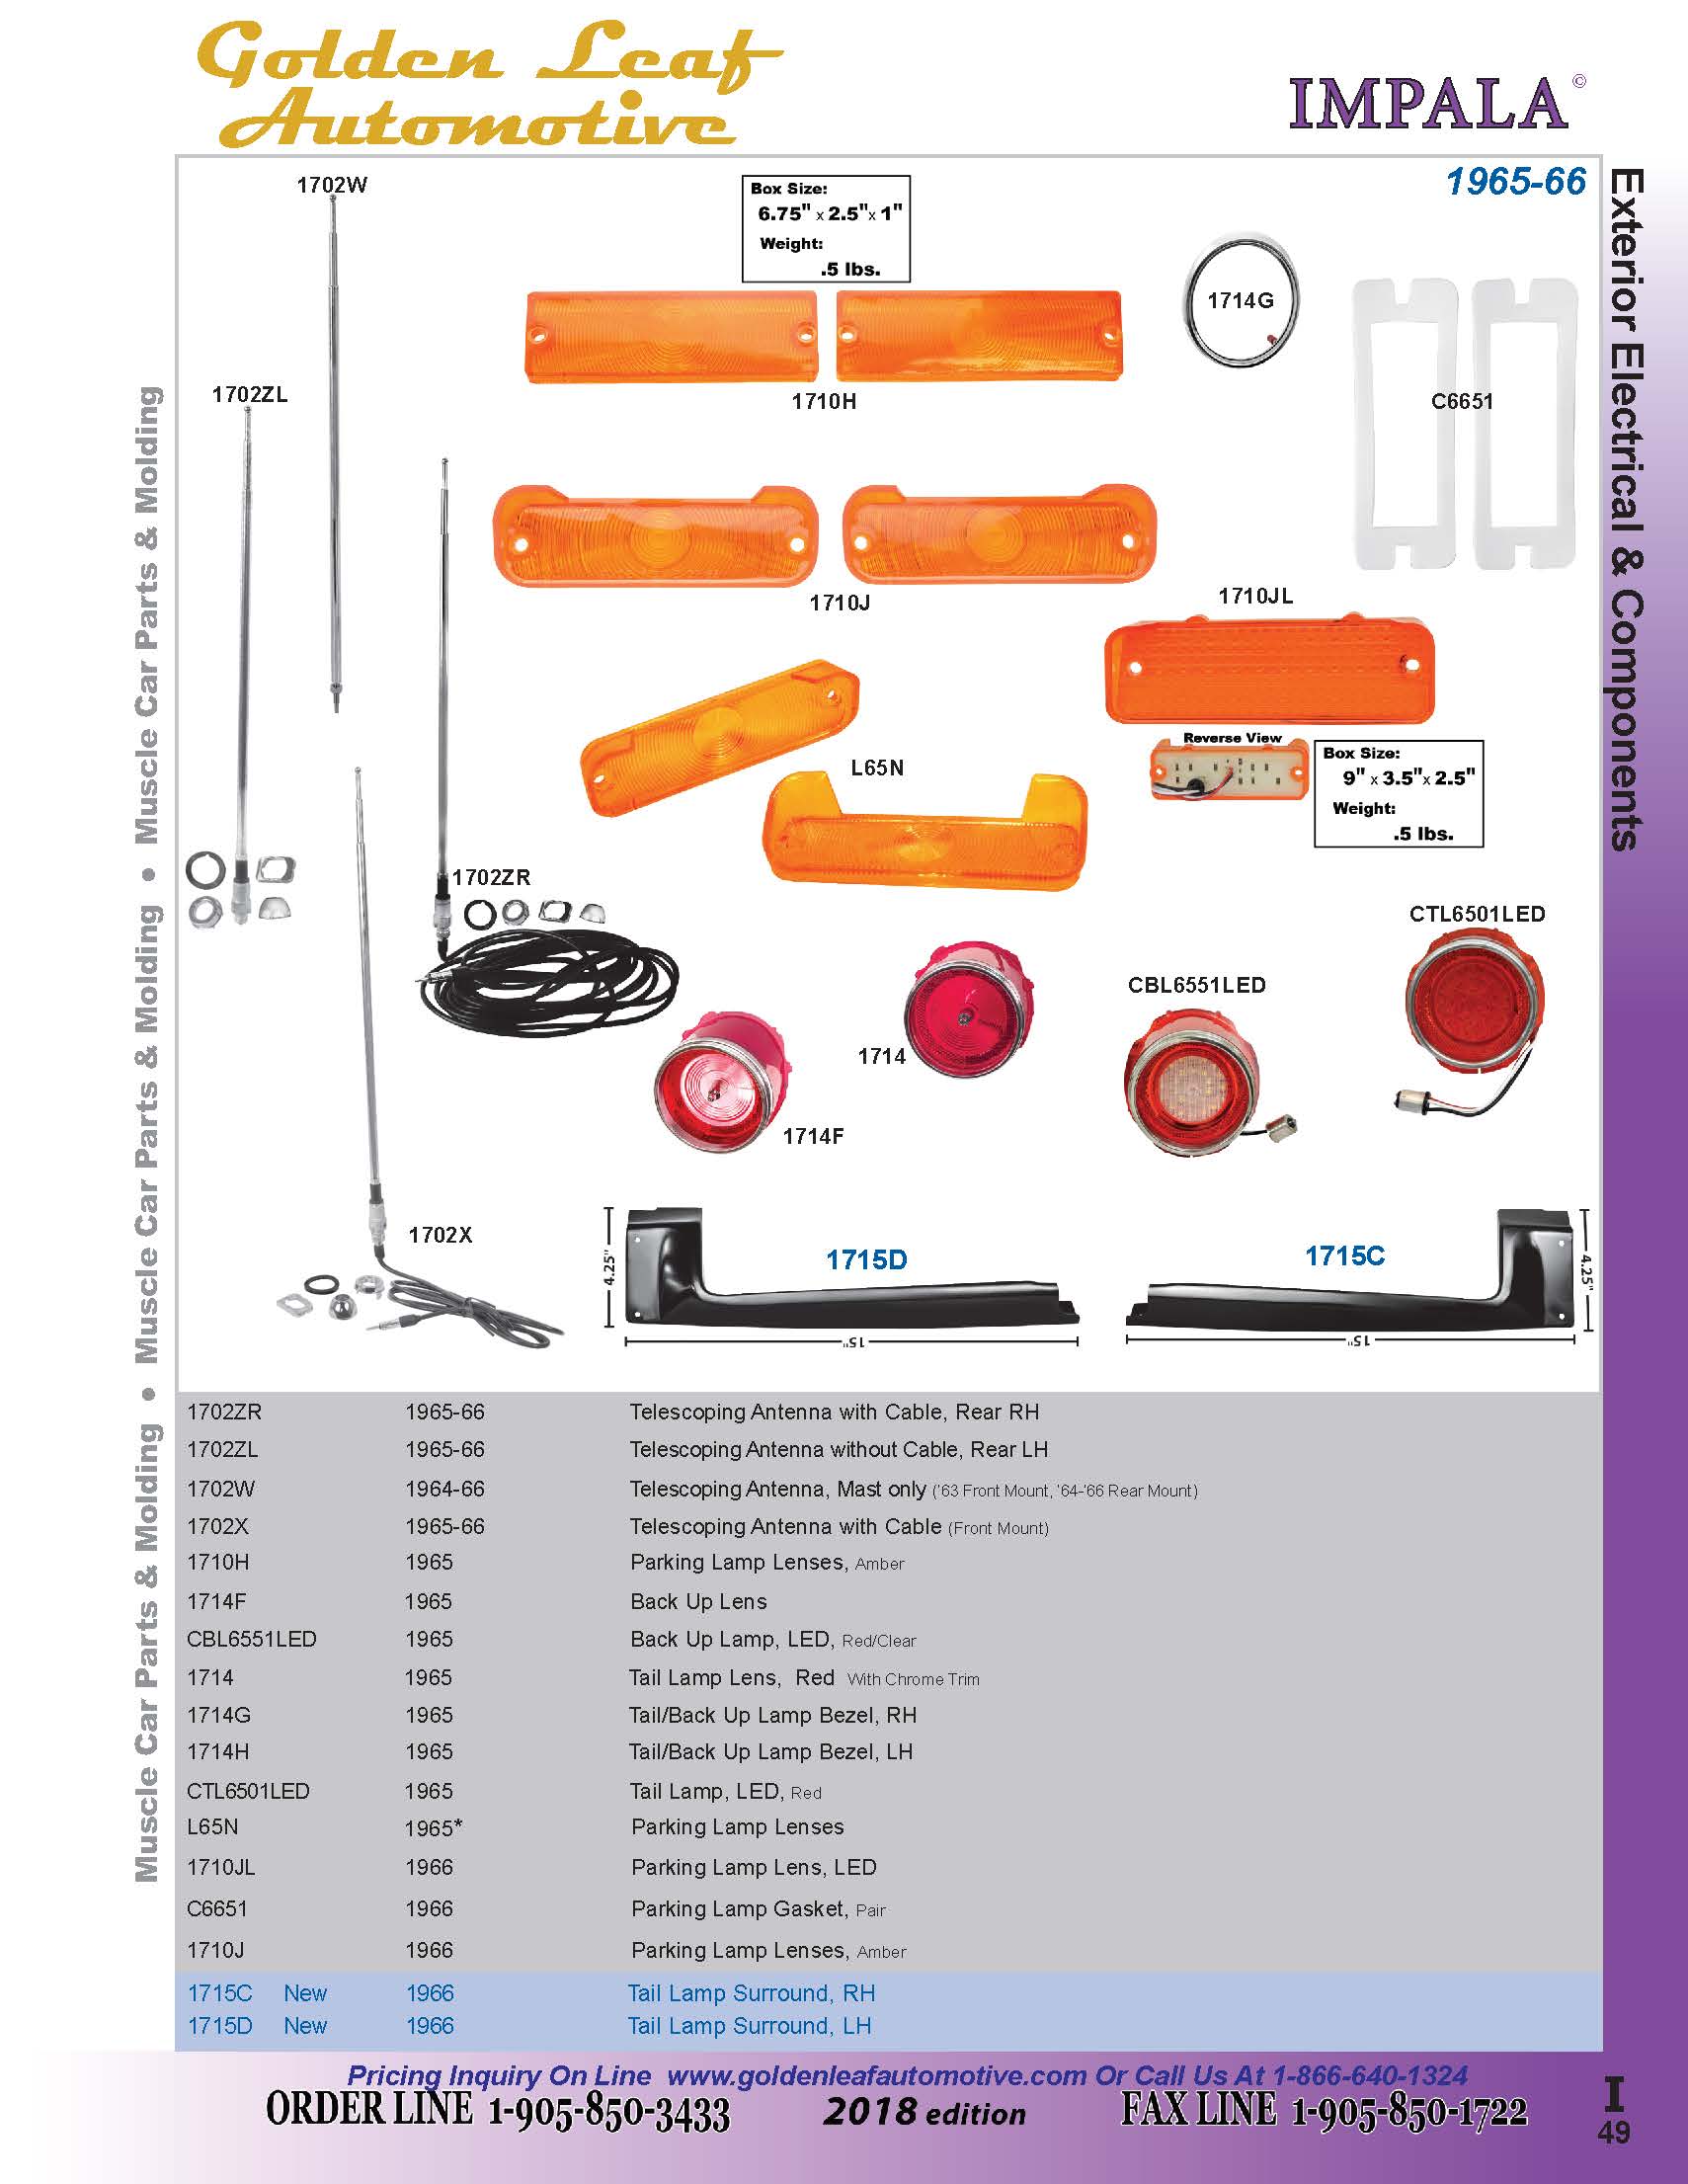 Golden Leaf
Automotive
IMPALA©
1965-66
Exterior Electrical & Components
Muscle Car Parts & Molding • Muscle Car Parts & Molding • Muscle Car Parts & Molding
1702W
Box Size:
6.75" x 2.5"x 1"
Weight:
.5 lbs.
1714G
1702ZL
1710H
C6651
1710J
1710JL
L65N
Reverse View
Box Size:
9" x 3.5"x 2.5"
Weight:
.5 lbs.
1702ZR
CTL6501LED
CBL6551LED
1714
1714F
1702X
4.25"
1715D
15"
1715C
4.25"
15"
1702ZR 1965-66 Telescoping Antenna with Cable, Rear RH
1702ZL 1965-66 Telescoping Antenna without Cable, Rear LH
1702W 1964-66 Telescoping Antenna, Mast only ('63 Front Mount, '64-'66 Rear Mount)
1702X 1965-66 Telescoping Antenna with Cable (Front Mount)
1710H 1965 Parking Lamp Lenses, Amber
1714F 1965 Back Up Lens
CBL6551LED 1965 Back Up Lamp, LED, Red/Clear
1714 1965 Tail Lamp Lens, Red With Chrome Trim
1714G 1965 Tail/Back Up Lamp Bezel, RH
1714H 1965 Tail/Back Up Lamp Bezel, LH
CTL6501LED 1965 Tail Lamp, LED, Red
L65N 1965* Parking Lamp Lenses
1710JL 1966 Parking Lamp Lens, LED
C6651 1966 Parking Lamp Gasket, Pair
1710J 1966 Parking Lamp Lenses, Amber
1715C New 1966 Tail Lamp Surround, RH
1715D New 1966 Tail Lamp Surround, LH
Pricing Inquiry On Line www.goldenleafautomotive.com Or Call Us At 1-866-640-1324
ORDER LINE 1-905-850-3433 2018 edition FAX LINE 1-905-850-1722
I
49